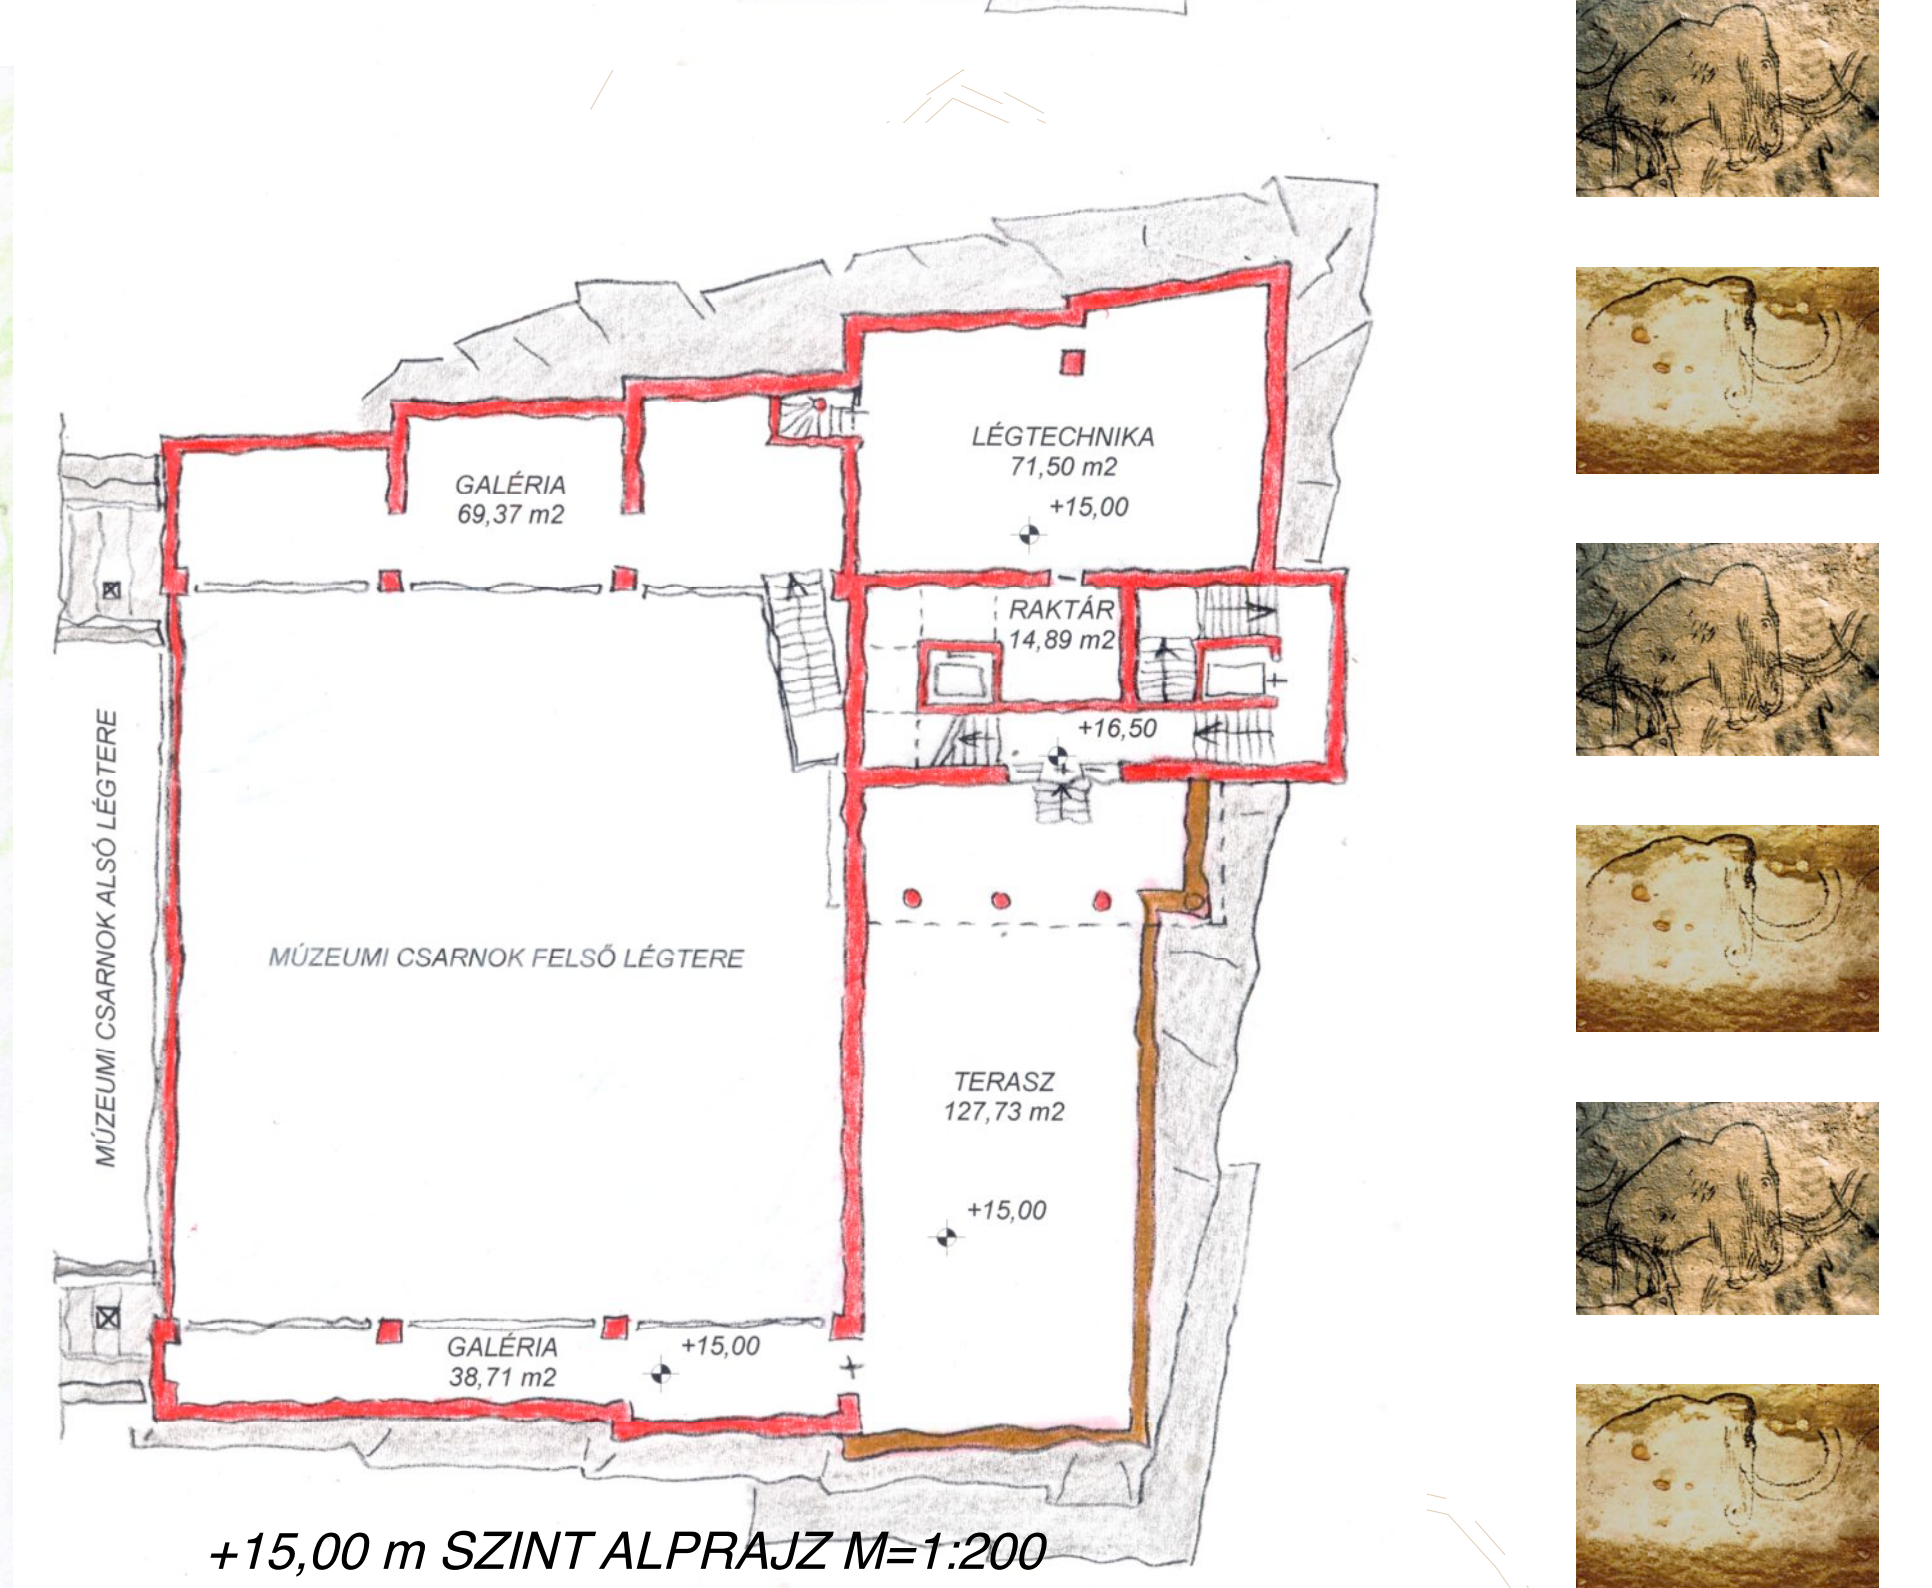 LÉGTECHNIKA
71,50 m2
+15,00
GALÉRIA
69,37 m2
RAKTÁR
14,89 m2
+16,50
MÚZEUMI CSARNOK ALSÓ LÉGTERE
MÚZEUMI CSARNOK FELSŐ LÉGTERE
TERASZ
127,73 m2
+15,00
GALÉRIA
38,71 m2
+15,00
+15,00 m SZINT ALPRAJZ M=1:200